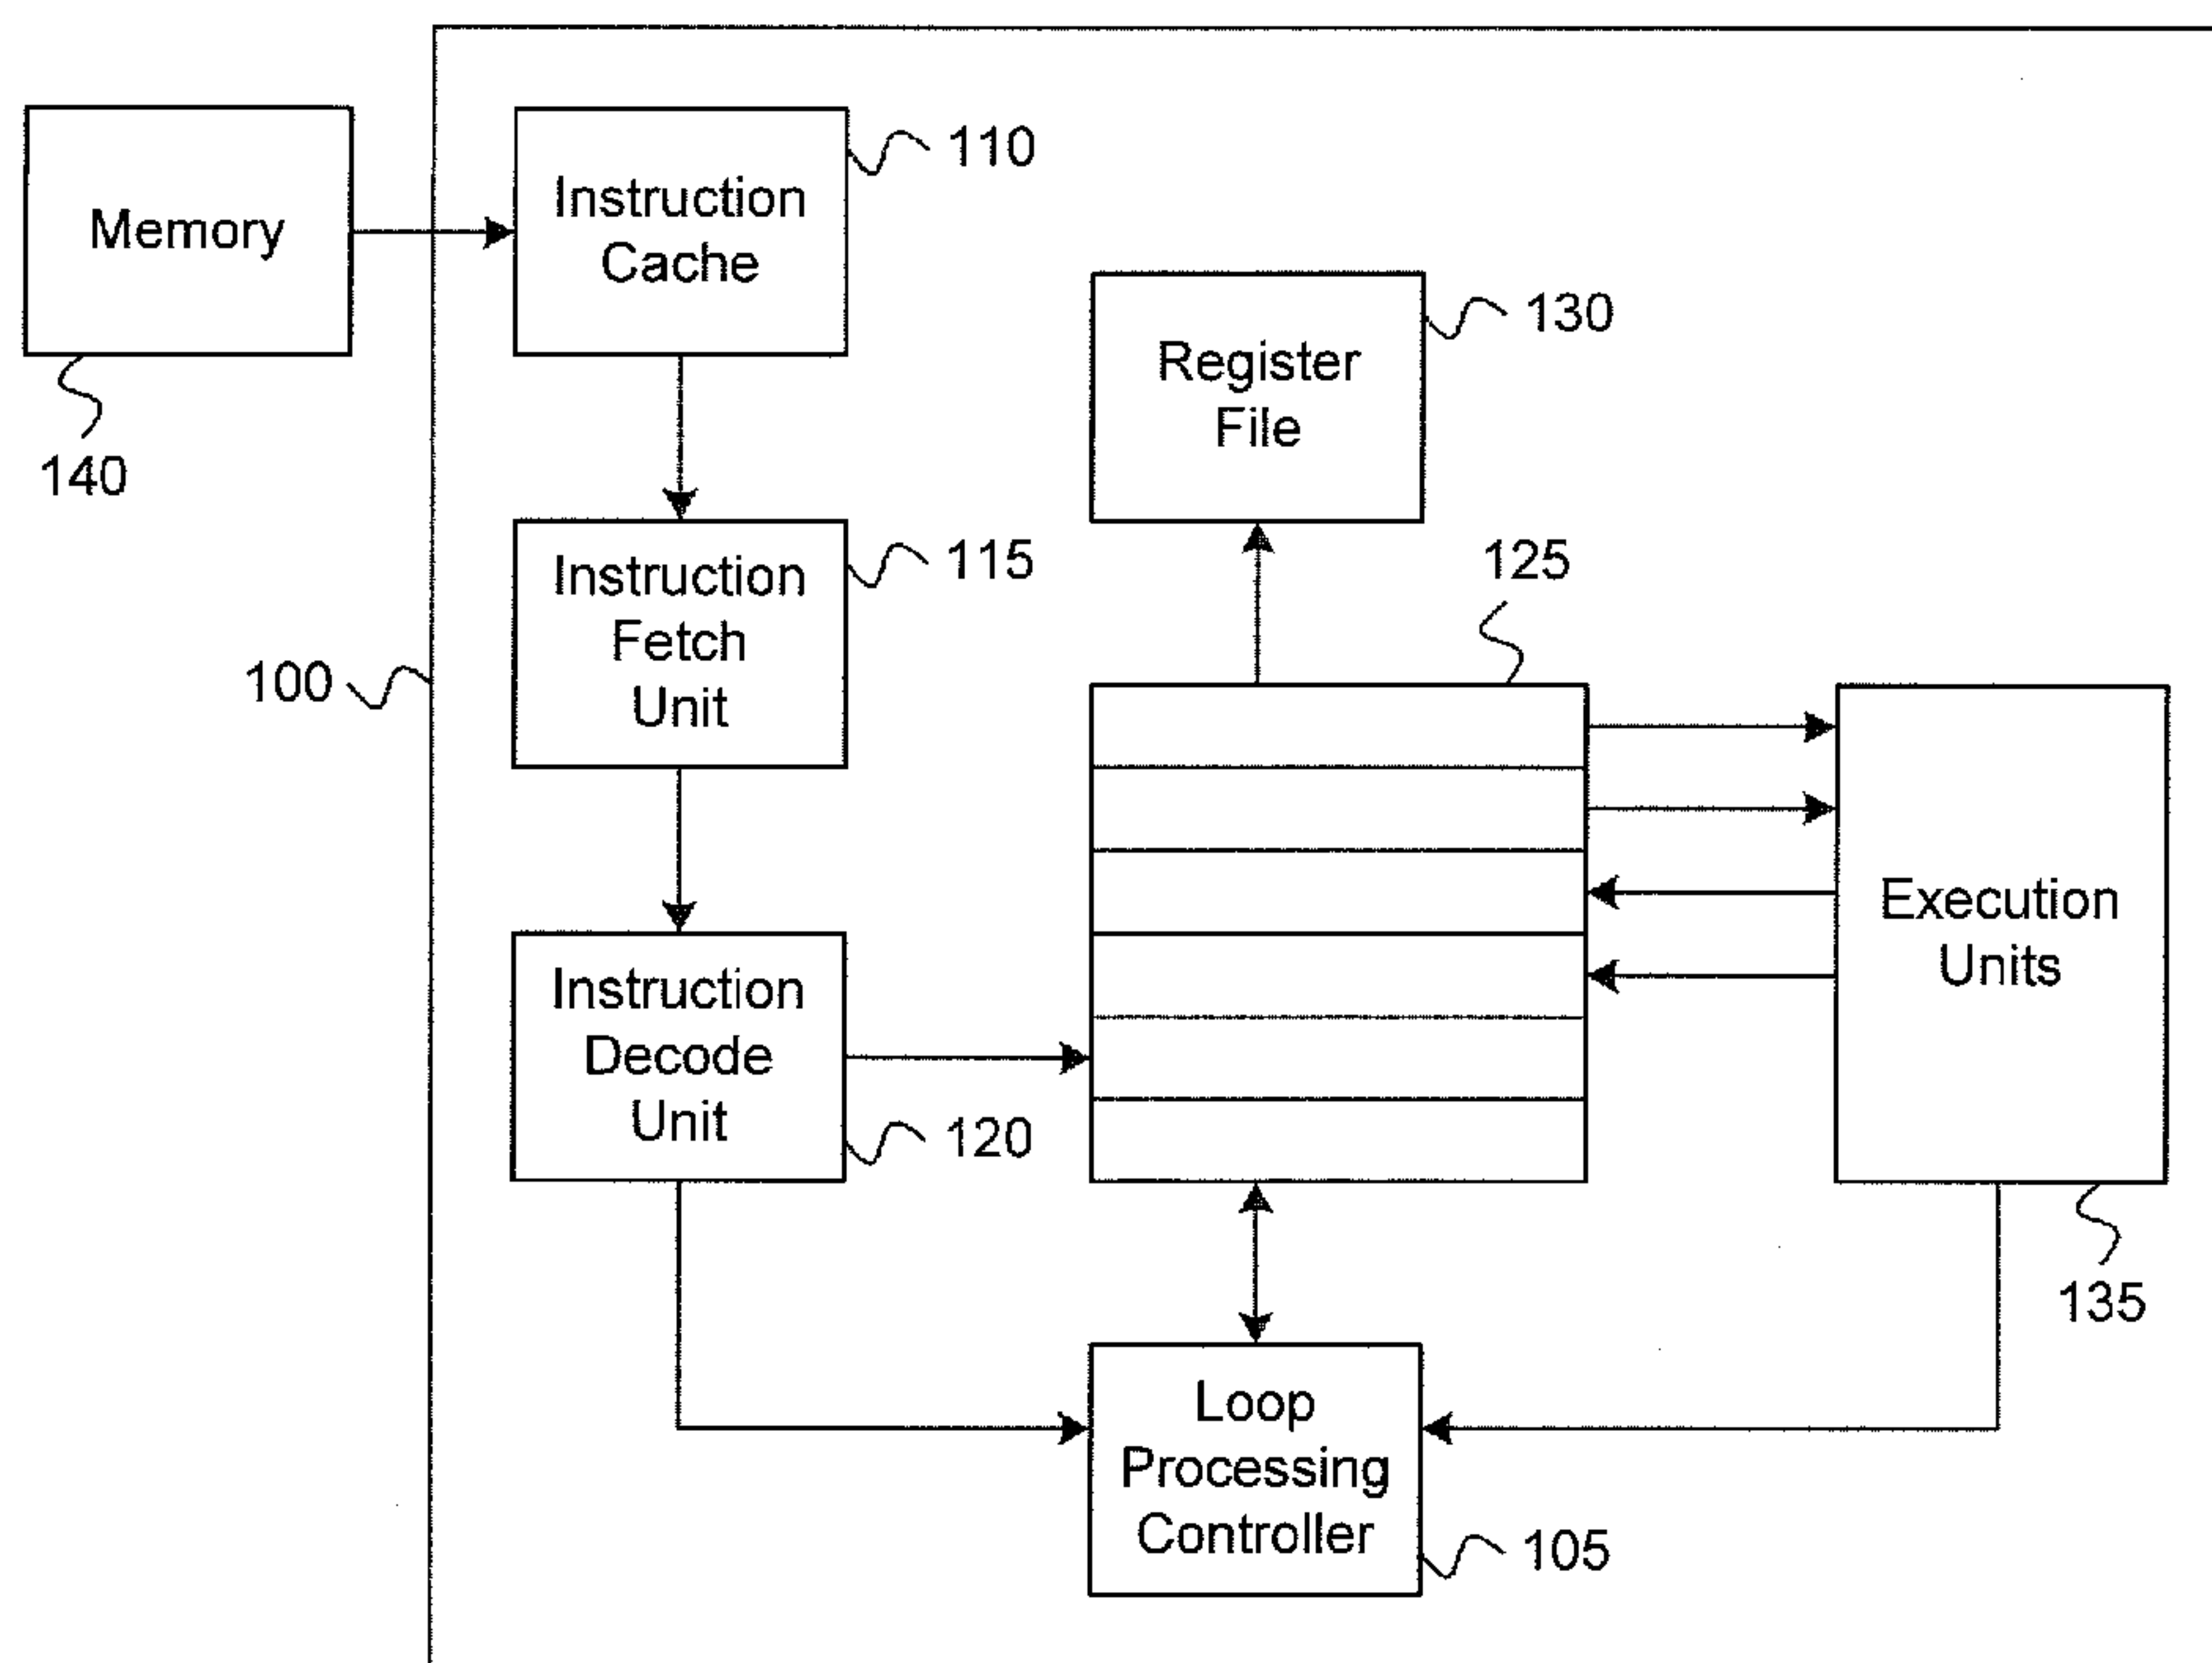 Memory
140
Instruction
Cache
110
Register
File
130
Instruction
Fetch
Unit
115
125
100
Execution
Units
135
Instruction
Decode
Unit
120
Loop
Processing
Controller
105